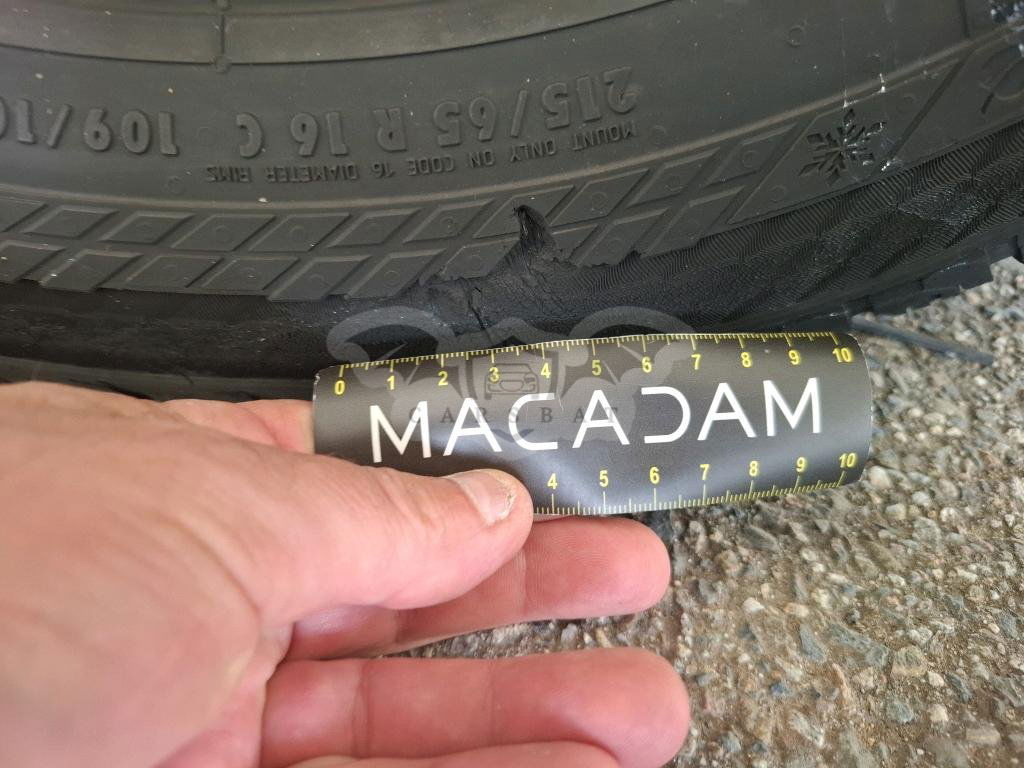 215/65 R 16 C 109/10
MOUNT ONLY ON CODE 16 DIAMETER RIMS
0 1 2 3 4 5 6 7 8 9 10
MACADAM
CARSBAT
4 5 6 7 8 9 10